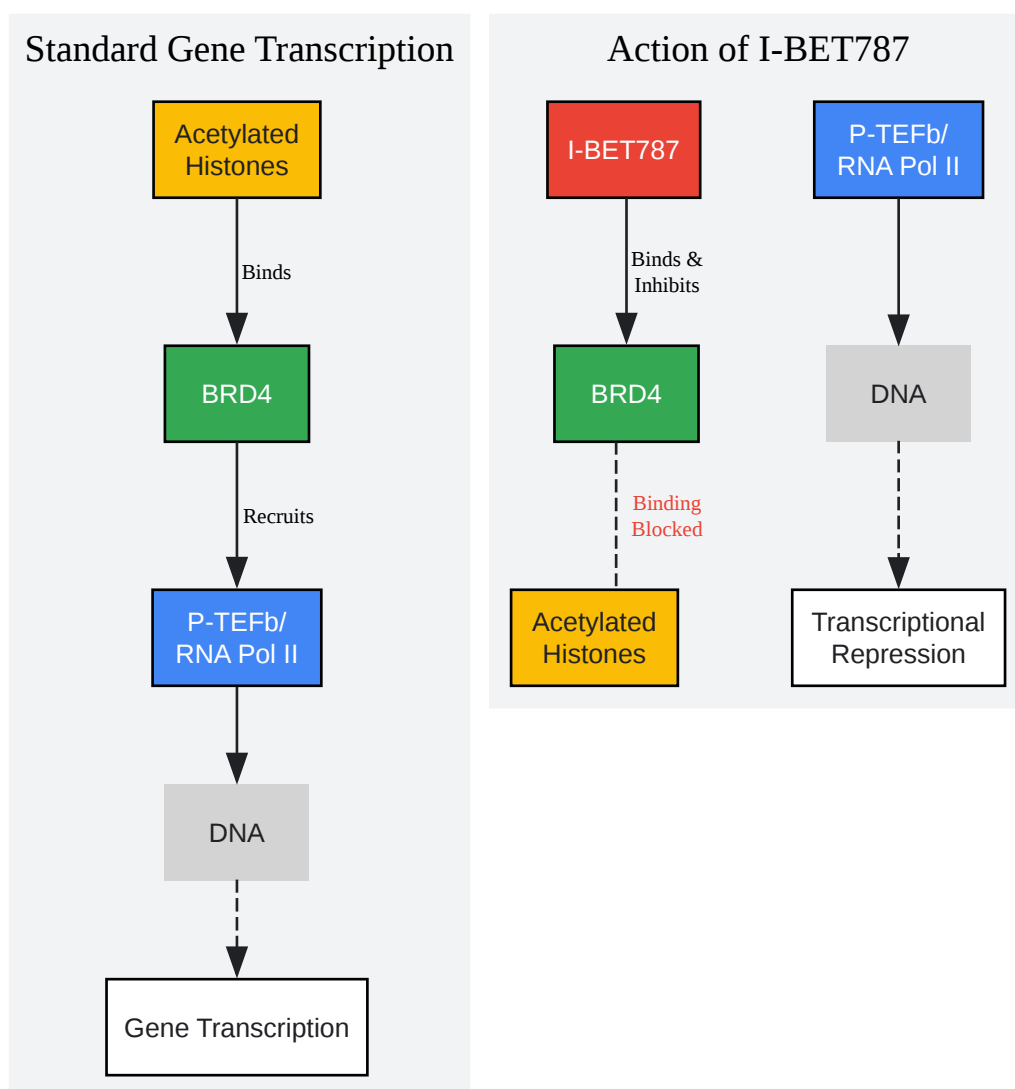 Standard Gene Transcription
Acetylated
Histones
Binds
BRD4
Recruits
P-TEFb/
RNA Pol II
DNA
Gene Transcription
Action of I-BET787
I-BET787
Binds &
Inhibits
BRD4
Binding
Blocked
Acetylated
Histones
P-TEFb/
RNA Pol II
DNA
Transcriptional
Repression